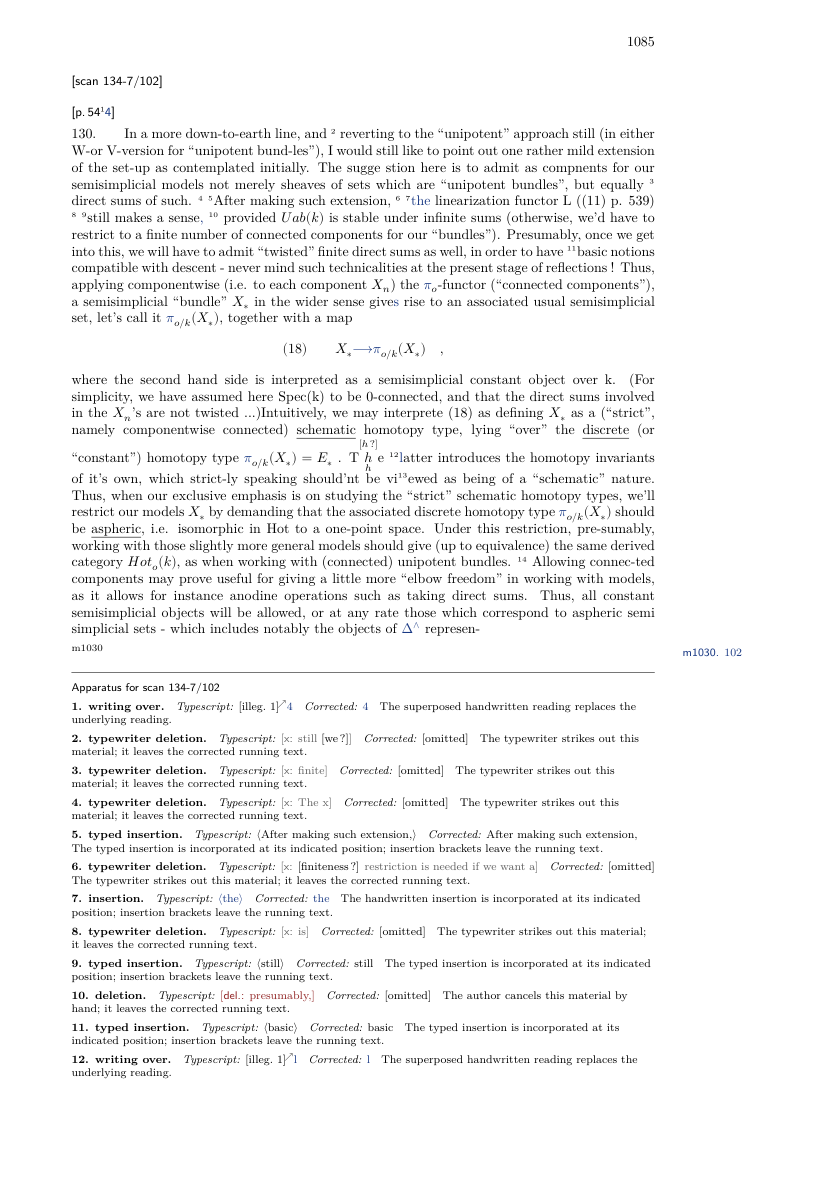 1085
[scan 134-7/102]
[p. 54¹4]
130. In a more down-to-earth line, and ² reverting to the “unipotent” approach still (in either
W-or V-version for “unipotent bund-les”), I would still like to point out one rather mild extension
of the set-up as contemplated initially. The sugge stion here is to admit as compnents for our
semisimplicial models not merely sheaves of sets which are “unipotent bundles”, but equally ³
direct sums of such. ⁴ ⁵After making such extension, ⁶ ⁷the linearization functor L ((11) p. 539)
⁸ ⁹still makes a sense, ¹⁰ provided Uab(k) is stable under infinite sums (otherwise, we’d have to
restrict to a finite number of connected components for our “bundles”). Presumably, once we get
into this, we will have to admit “twisted” finite direct sums as well, in order to have ¹¹basic notions
compatible with descent - never mind such technicalities at the present stage of reflections ! Thus,
applying componentwise (i.e. to each component Xₙ) the πₒ-functor (“connected components”),
a semisimplicial “bundle” X∗ in the wider sense gives rise to an associated usual semisimplicial
set, let’s call it π_{o/k}(X∗), together with a map
(18) X∗⟶π_{o/k}(X∗) ,
where the second hand side is interpreted as a semisimplicial constant object over k. (For
simplicity, we have assumed here Spec(k) to be 0-connected, and that the direct sums involved
in the Xₙ’s are not twisted ...)Intuitively, we may interprete (18) as defining X∗ as a (“strict”,
namely componentwise connected) schematic homotopy type, lying “over” the discrete (or
[h ?]
“constant”) homotopy type π_{o/k}(X∗) = E∗ . T h e ¹²latter introduces the homotopy invariants
h
of it’s own, which strict-ly speaking should’nt be vi¹³ewed as being of a “schematic” nature.
Thus, when our exclusive emphasis is on studying the “strict” schematic homotopy types, we’ll
restrict our models X∗ by demanding that the associated discrete homotopy type π_{o/k}(X∗) should
be aspheric, i.e. isomorphic in Hot to a one-point space. Under this restriction, pre-sumably,
working with those slightly more general models should give (up to equivalence) the same derived
category Hotₒ(k), as when working with (connected) unipotent bundles. ¹⁴ Allowing connec-ted
components may prove useful for giving a little more “elbow freedom” in working with models,
as it allows for instance anodine operations such as taking direct sums. Thus, all constant
semisimplicial objects will be allowed, or at any rate those which correspond to aspheric semi
simplicial sets - which includes notably the objects of Δ^ represen-
m1030
m1030. 102
Apparatus for scan 134-7/102
1. writing over. Typescript: [illeg. 1]↗4 Corrected: 4 The superposed handwritten reading replaces the
underlying reading.
2. typewriter deletion. Typescript: [x: still [we ?]] Corrected: [omitted] The typewriter strikes out this
material; it leaves the corrected running text.
3. typewriter deletion. Typescript: [x: finite] Corrected: [omitted] The typewriter strikes out this
material; it leaves the corrected running text.
4. typewriter deletion. Typescript: [x: The x] Corrected: [omitted] The typewriter strikes out this
material; it leaves the corrected running text.
5. typed insertion. Typescript: ⟨After making such extension,⟩ Corrected: After making such extension,
The typed insertion is incorporated at its indicated position; insertion brackets leave the running text.
6. typewriter deletion. Typescript: [x: [finiteness ?] restriction is needed if we want a] Corrected: [omitted]
The typewriter strikes out this material; it leaves the corrected running text.
7. insertion. Typescript: ⟨the⟩ Corrected: the The handwritten insertion is incorporated at its indicated
position; insertion brackets leave the running text.
8. typewriter deletion. Typescript: [x: is] Corrected: [omitted] The typewriter strikes out this material;
it leaves the corrected running text.
9. typed insertion. Typescript: ⟨still⟩ Corrected: still The typed insertion is incorporated at its indicated
position; insertion brackets leave the running text.
10. deletion. Typescript: [del.: presumably,] Corrected: [omitted] The author cancels this material by
hand; it leaves the corrected running text.
11. typed insertion. Typescript: ⟨basic⟩ Corrected: basic The typed insertion is incorporated at its
indicated position; insertion brackets leave the running text.
12. writing over. Typescript: [illeg. 1]↗l Corrected: l The superposed handwritten reading replaces the
underlying reading.